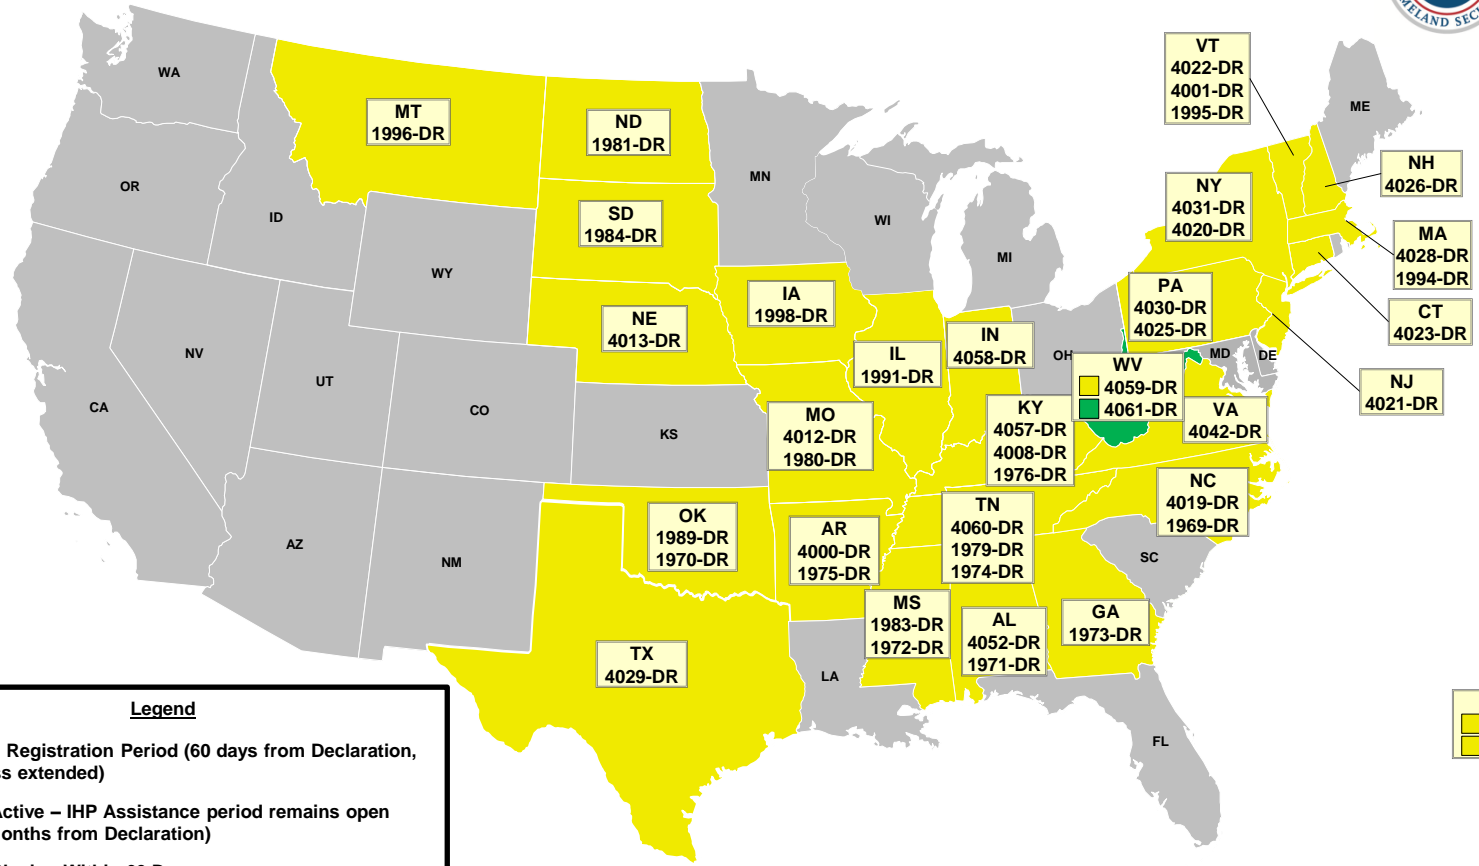 MELAND SEC
WA
OR
CA
NV
ID
UT
AZ
WY
CO
NM
KS
MN
WI
MI
OH
MD
DE
ME
SC
LA
FL
MT
1996-DR
ND
1981-DR
SD
1984-DR
NE
4013-DR
IA
1998-DR
IL
1991-DR
IN
4058-DR
MO
4012-DR
1980-DR
KY
4057-DR
4008-DR
1976-DR
WV
4059-DR
4061-DR
VA
4042-DR
NC
4019-DR
1969-DR
TN
4060-DR
1979-DR
1974-DR
OK
1989-DR
1970-DR
AR
4000-DR
1975-DR
MS
1983-DR
1972-DR
AL
4052-DR
1971-DR
GA
1973-DR
TX
4029-DR
VT
4022-DR
4001-DR
1995-DR
NY
4031-DR
4020-DR
NH
4026-DR
MA
4028-DR
1994-DR
CT
4023-DR
PA
4030-DR
4025-DR
NJ
4021-DR
Legend
Registration Period (60 days from Declaration,
s extended)
Active – IHP Assistance period remains open
onths from Declaration)